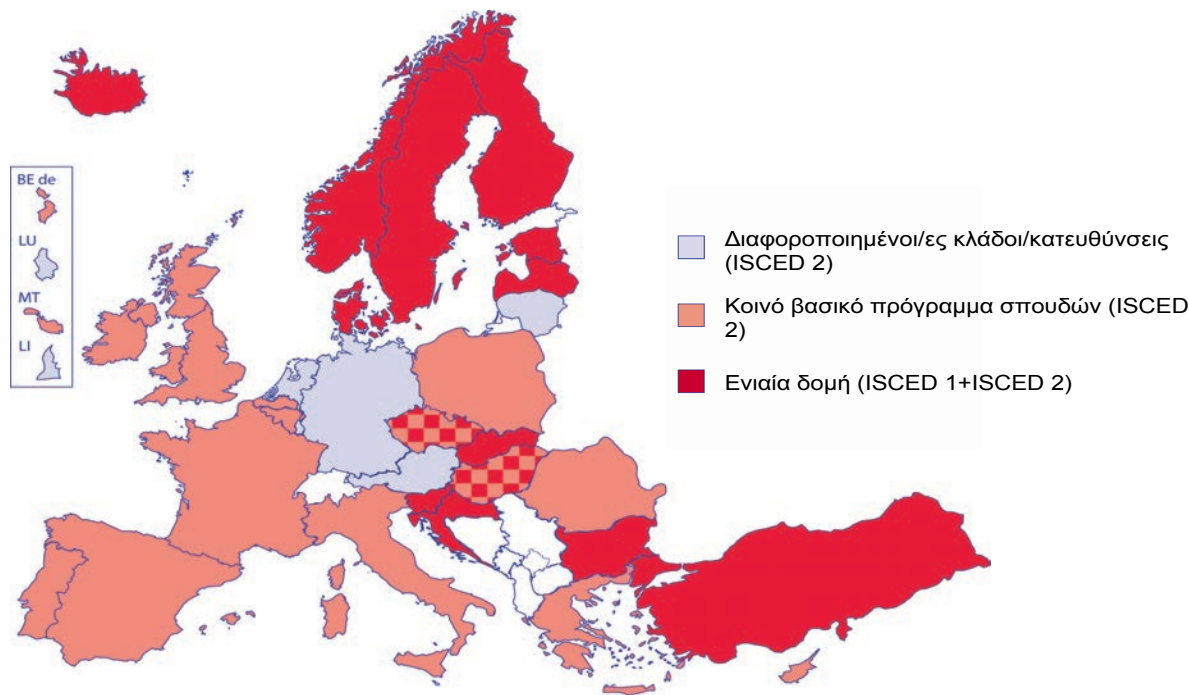 BE de
LU
MT
LI
Διαφοροποιημένοι/ες κλάδοι/κατευθύνσεις
(ISCED 2)
Κοινό βασικό πρόγραμμα σπουδών (ISCED
2)
Ενιαία δομή (ISCED 1+ISCED 2)